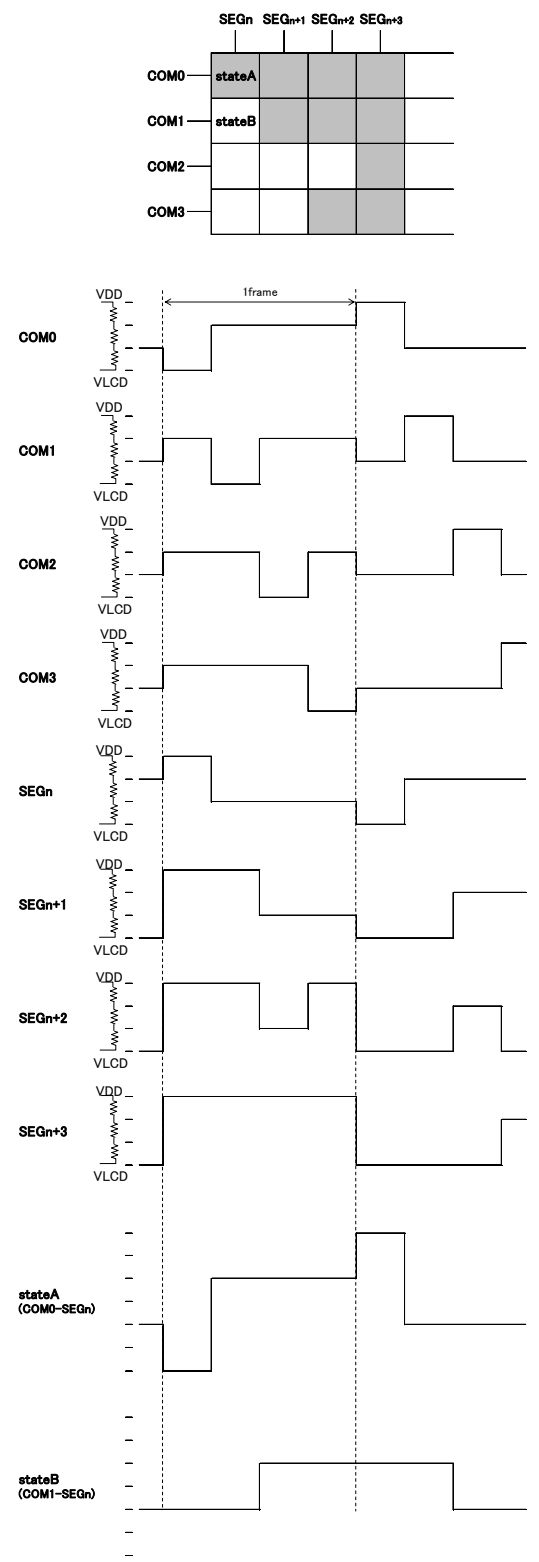 SEGn SEGn+1 SEGn+2 SEGn+3
COM0 stateA
COM1 stateB
COM2
COM3
VDD 1frame
COM0
VLCD
VDD
COM1
VLCD
VDD
COM2
VLCD
VDD
COM3
VLCD
VDD
SEGn
VLCD
VDD
SEGn+1
VLCD
VDD
SEGn+2
VLCD
VDD
SEGn+3
VLCD
stateA
(COM0-SEGn)
stateB
(COM1-SEGn)